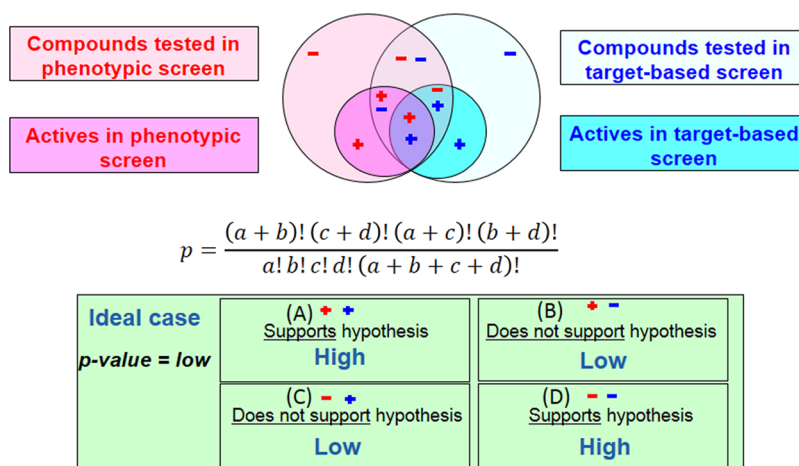 Compounds tested in
phenotypic screen
Actives in phenotypic
screen
Compounds tested in
target-based screen
Actives in target-based
screen
p = (a + b)! (c + d)! (a + c)! (b + d)! / a! b! c! d! (a + b + c + d)!
Ideal case
p-value = low
(A) + +
Supports hypothesis
High
(B) + −
Does not support hypothesis
Low
(C) − +
Does not support hypothesis
Low
(D) − −
Supports hypothesis
High